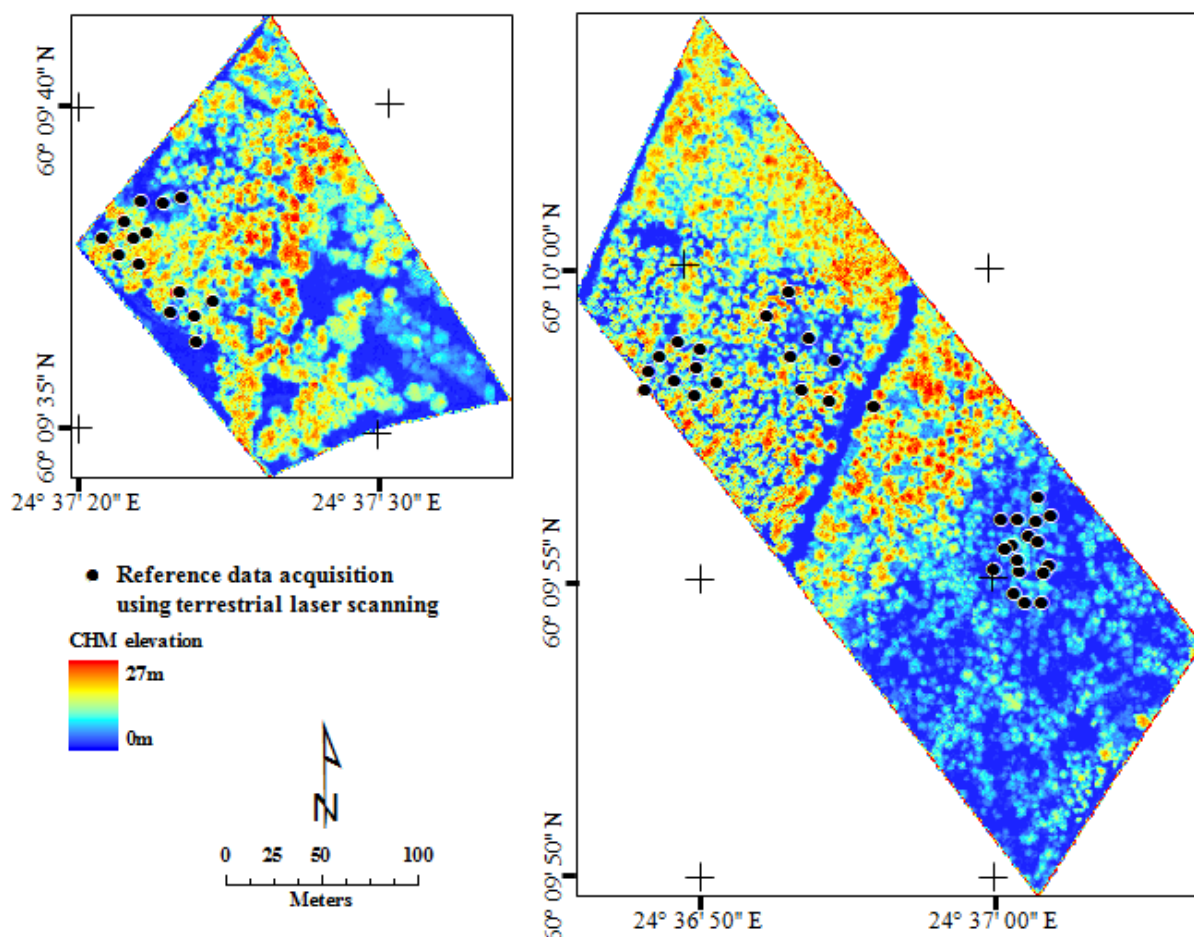 60° 09' 40" N
60° 09' 35" N
24° 37' 20" E
24° 37' 30" E
Reference data acquisition
using terrestrial laser scanning
CHM elevation
27m
0m
N
0 25 50 100
Meters
60° 10' 00" N
60° 09' 55" N
60° 09' 50" N
24° 36' 50" E
24° 37' 00" E